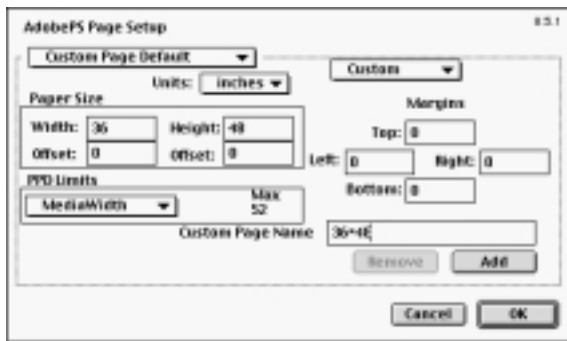 AdobePS Page Setup
8.5.1
Custom Page Default
Custom
Units: inches
Paper Size
Margins
Width: 36 Height: 48
Top: 0
Offset: 0 Offset: 0
Left: 0 Right: 0
PPD Limits
Bottom: 0
MediaWidth
Max
52
Custom Page Name 36*48
Remove Add
Cancel OK